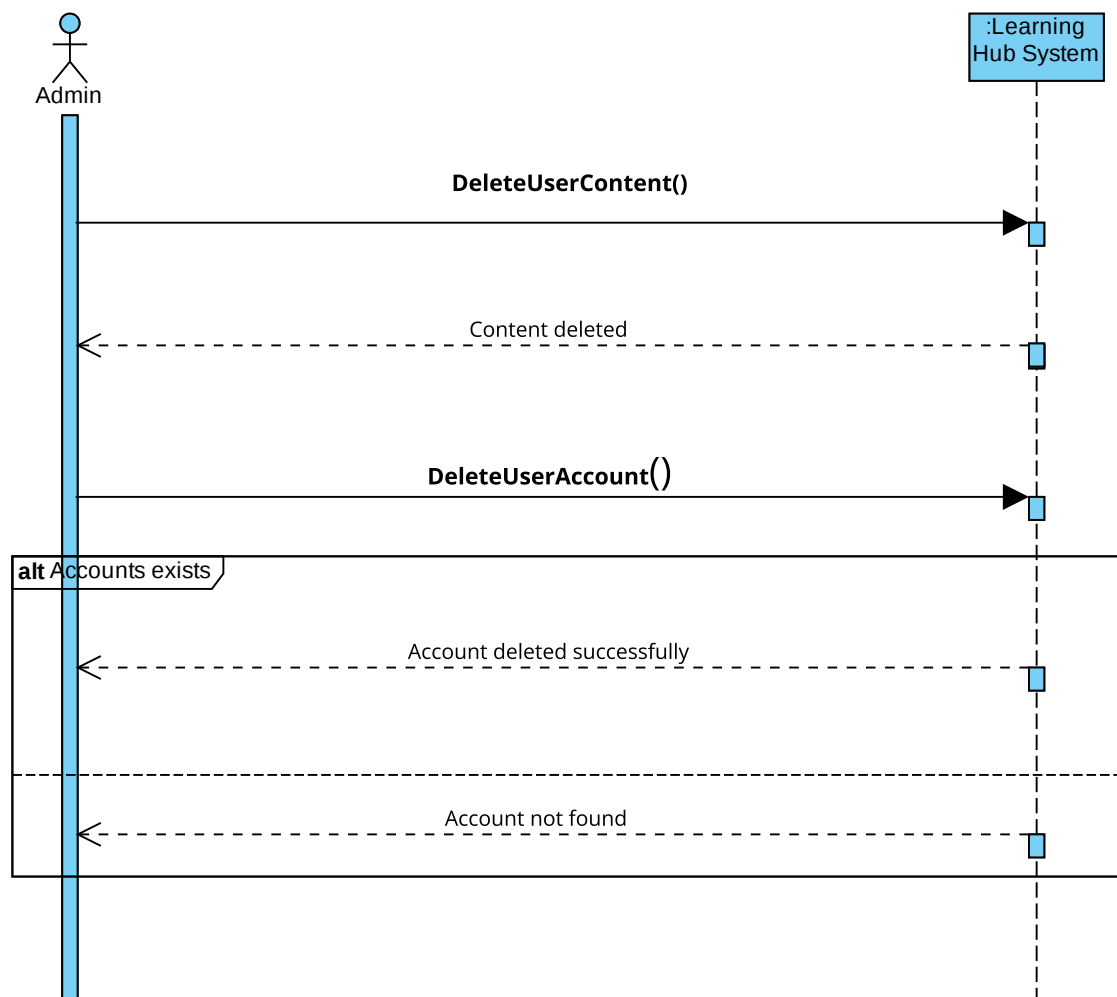 Admin
:Learning
Hub System
DeleteUserContent()
Content deleted
DeleteUserAccount()
alt Accounts exists
Account deleted successfully
Account not found